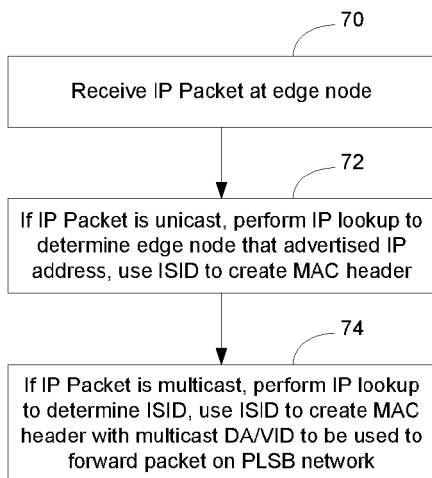 70
Receive IP Packet at edge node
72
If IP Packet is unicast, perform IP lookup to
determine edge node that advertised IP
address, use ISID to create MAC header
74
If IP Packet is multicast, perform IP lookup
to determine ISID, use ISID to create MAC
header with multicast DA/VID to be used to
forward packet on PLSB network